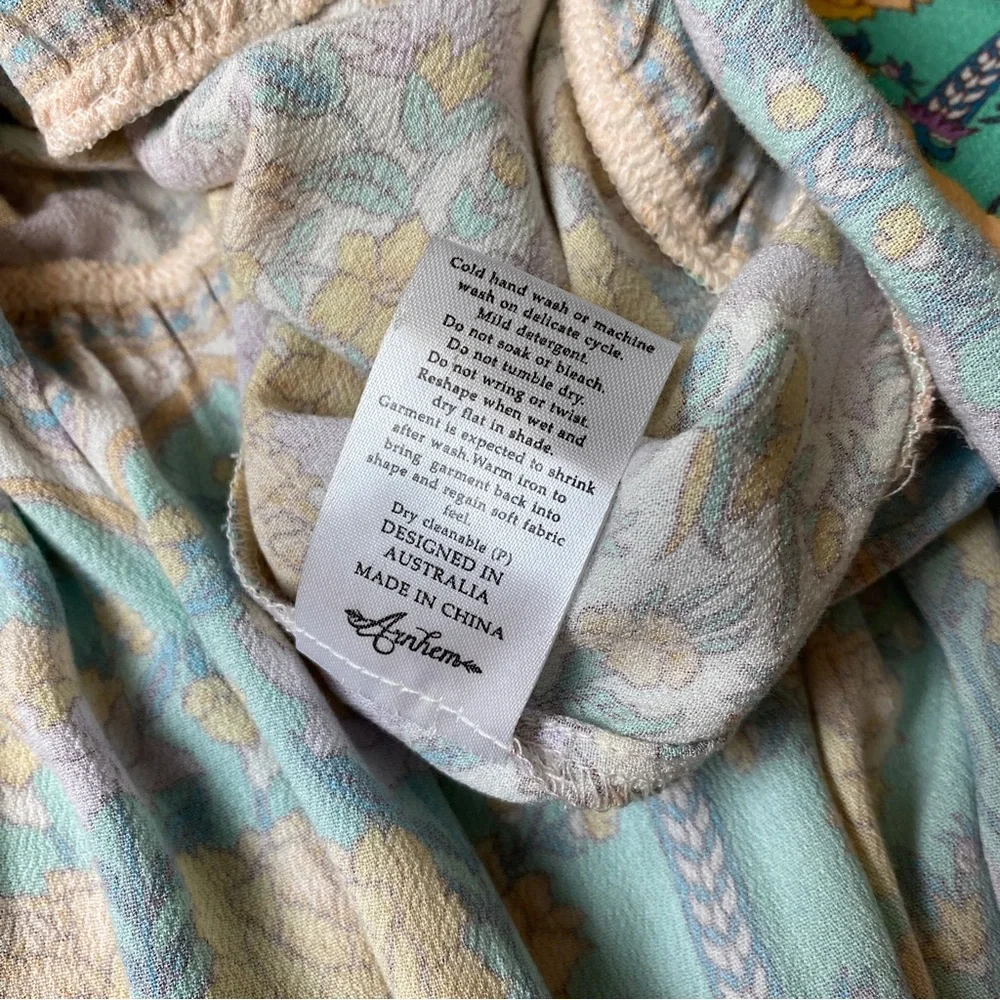 Cold hand wash or machine
wash on delicate cycle.
Mild detergent.
Do not soak or bleach.
Do not tumble dry.
Do not wring or twist.
Reshape when wet and
dry flat in shade.
Garment is expected to shrink
after wash.Warm iron to
bring garment back into
shape and regain soft fabric
feel.
Dry cleanable (P)
DESIGNED IN
AUSTRALIA
MADE IN CHINA
Arnhem